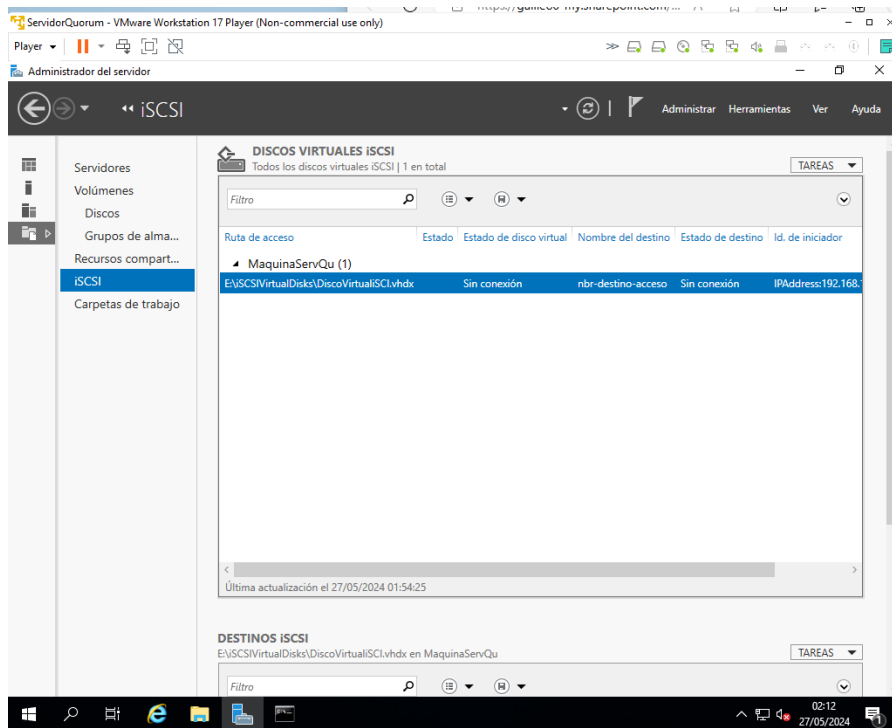 ServidorQuorum - VMware Workstation 17 Player (Non-commercial use only)
Player
Administrador del servidor
iSCSI
Administrar Herramientas Ver Ayuda
Servidores
Volúmenes
Discos
Grupos de alma...
Recursos compart...
iSCSI
Carpetas de trabajo
DISCOS VIRTUALES iSCSI
Todos los discos virtuales iSCSI | 1 en total
TAREAS
Filtro
Ruta de acceso Estado Estado de disco virtual Nombre del destino Estado de destino Id. de iniciador
MaquinaServQu (1)
E:\iSCSIVirtualDisks\DiscoVirtualiSCI.vhdx Sin conexión nbr-destino-acceso Sin conexión IPAddress:192.168.
Última actualización el 27/05/2024 01:54:25
DESTINOS iSCSI
E:\iSCSIVirtualDisks\DiscoVirtualiSCI.vhdx en MaquinaServQu
TAREAS
Filtro
02:12
27/05/2024